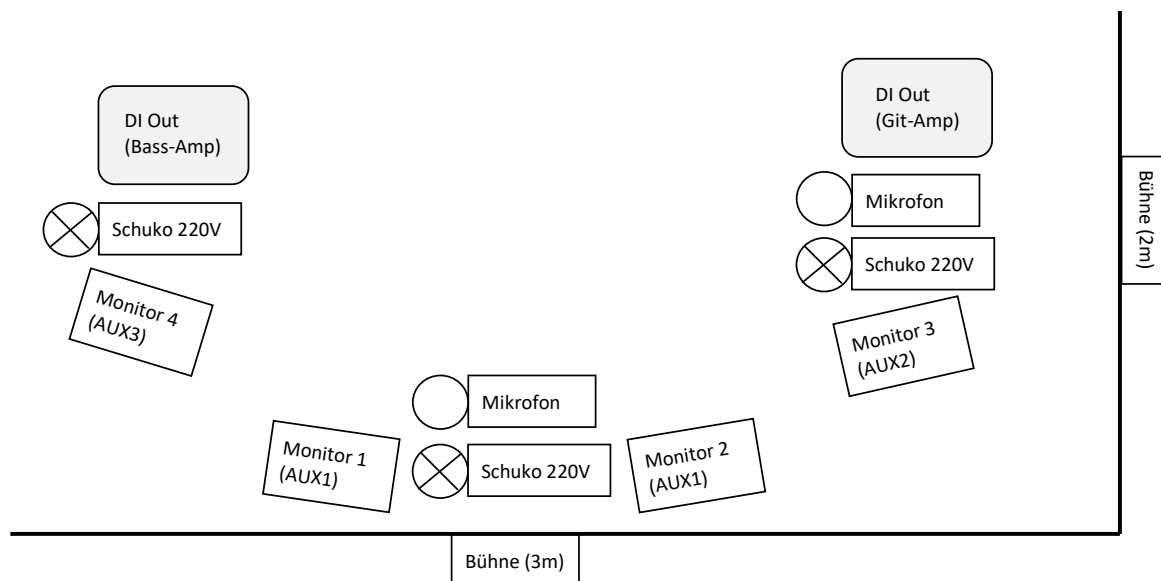 DI Out
(Bass-Amp)
DI Out
(Git-Amp)
Mikrofon
Schuko 220V
Schuko 220V
Bühne (2m)
Monitor 4
(AUX3)
Monitor 3
(AUX2)
Mikrofon
Monitor 1
(AUX1)
Schuko 220V
Monitor 2
(AUX1)
Bühne (3m)